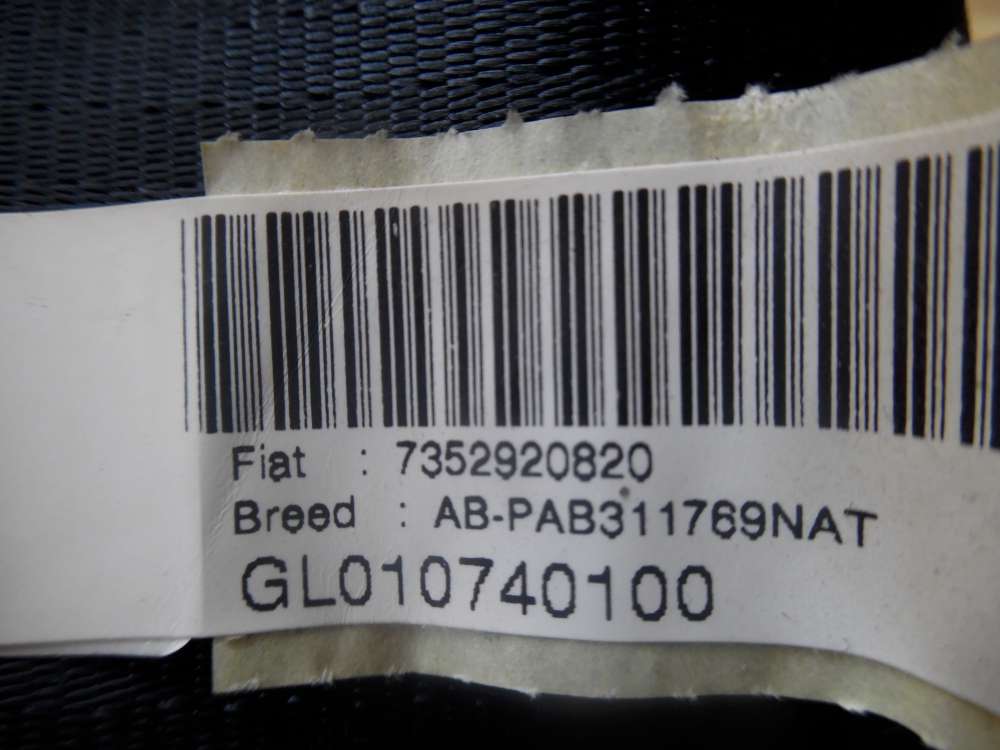 Fiat : 7352920820
Breed : AB-PAB311769NAT
GL010740100